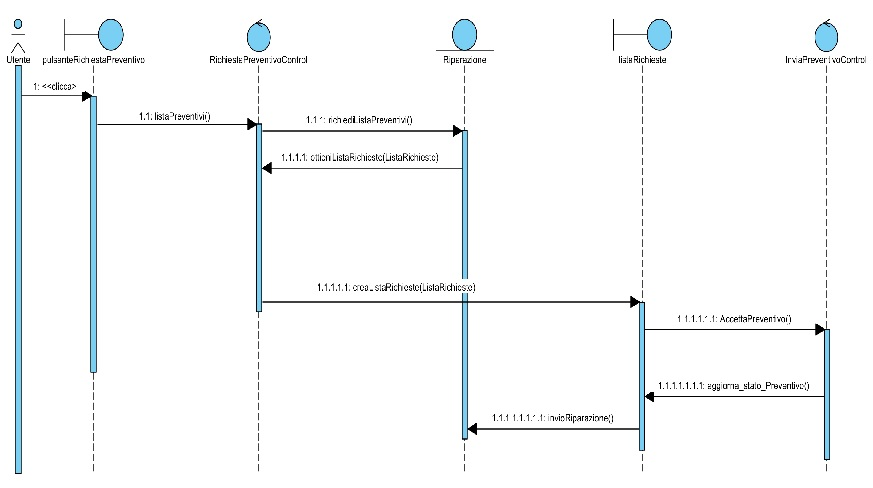 Utente
pulsanteRichiestaPreventivo
RichiestaPreventivoControl
Riparazione
listaRichieste
InviaPreventivoControl
1: <<clicca>
1.1: listaPreventivi()
1.1.1: richiediListaPreventivi()
1.1.1.1: ottieniListaRichieste(ListaRichieste)
1.1.1.1.1: creaListaRichieste(ListaRichieste)
1.1.1.1.1.1: AccettaPreventivo()
1.1.1.1.1.1.1: aggiorna_stato_Preventivo()
1.1.1.1.1.1.1.1: invioRiparazione()